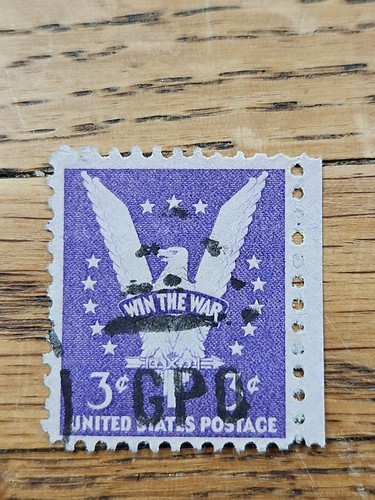 WIN THE WAR
3¢ 3¢
GPO
UNITED STATES POSTAGE